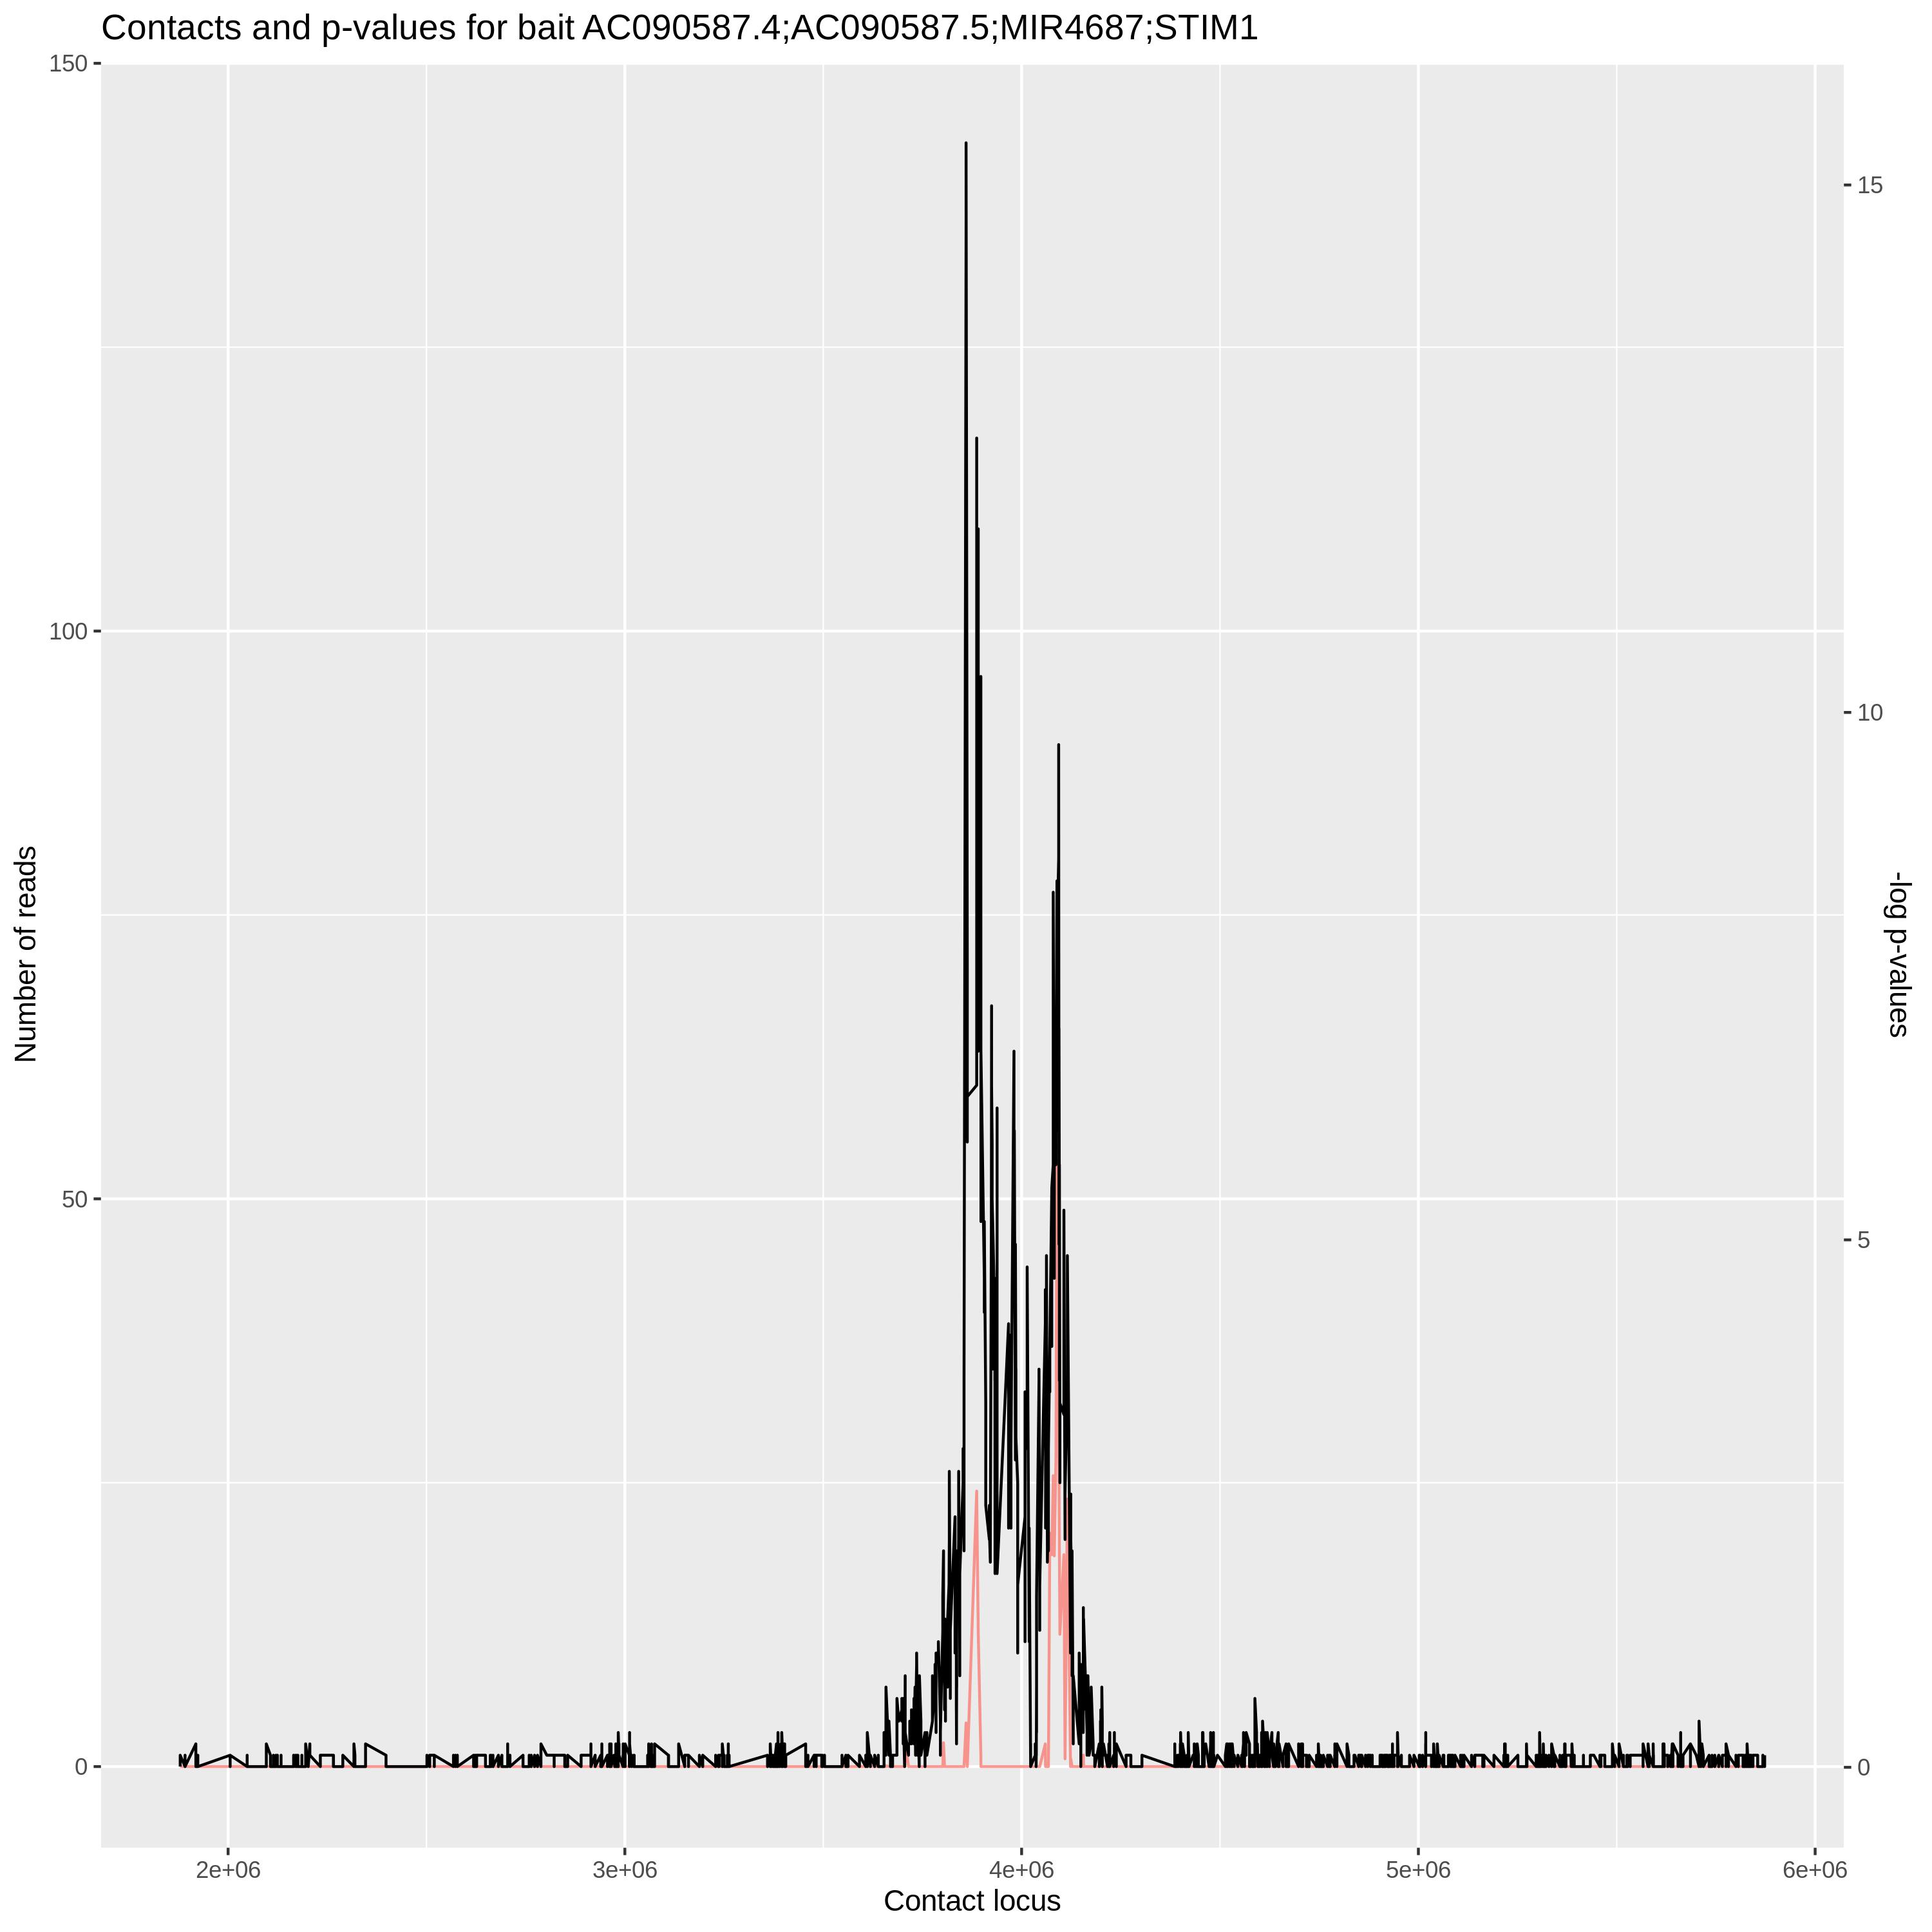 Contacts and p-values for bait AC090587.4;AC090587.5;MIR4687;STIM1
150
100
50
0
Number of reads
15
10
5
0
-log p-values
2e+06
3e+06
4e+06
5e+06
6e+06
Contact locus